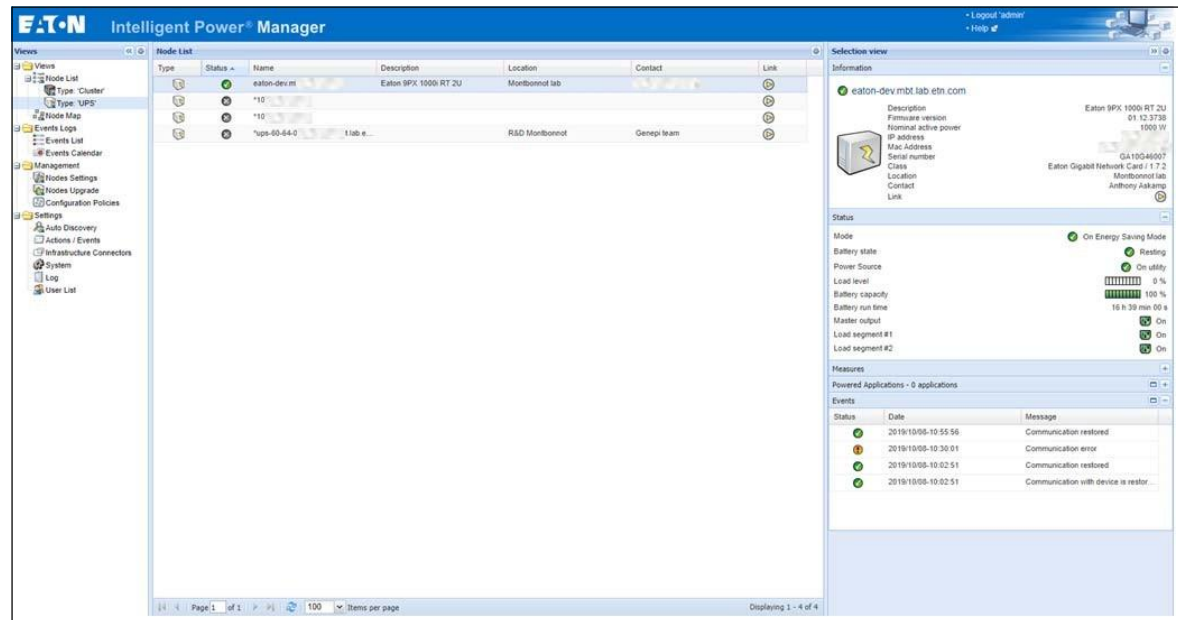 EATON Intelligent Power® Manager
Logout 'admin'
Help
Views
Views
Node List
Type: 'Cluster'
Type: 'UPS'
Node Map
Events Logs
Events List
Events Calendar
Management
Nodes Settings
Nodes Upgrade
Configuration Policies
Settings
Auto Discovery
Actions / Events
Infrastructure Connectors
System
Log
User List
Node List
Type Status Name Description Location Contact Link
eaton-dev.m Eaton 9PX 1000i RT 2U Montbonnot lab
*10
*10
*ups-00-64-0 t.lab.e... R&D Montbonnot Genepi team
Page 1 of 1 100 Items per page Displaying 1 - 4 of 4
Selection view
Information
eaton-dev.mbt.lab.etn.com
Description Eaton 9PX 1000i RT 2U
Firmware version 01.12.3738
Nominal active power 1000 W
IP address
Mac Address
Serial number GA10G46007
Class Eaton Gigabit Network Card / 1.7.2
Location Montbonnot lab
Contact Anthony Askamp
Link
Status
Mode On Energy Saving Mode
Battery state Resting
Power Source On utility
Load level 0 %
Battery capacity 100 %
Battery run time 16 h 39 min 00 s
Master output On
Load segment #1 On
Load segment #2 On
Measures
Powered Applications - 0 applications
Events
Status Date Message
2019/10/08-10:55:56 Communication restored
2019/10/08-10:30:01 Communication error
2019/10/08-10:02:51 Communication restored
2019/10/08-10:02:51 Communication with device is restor...